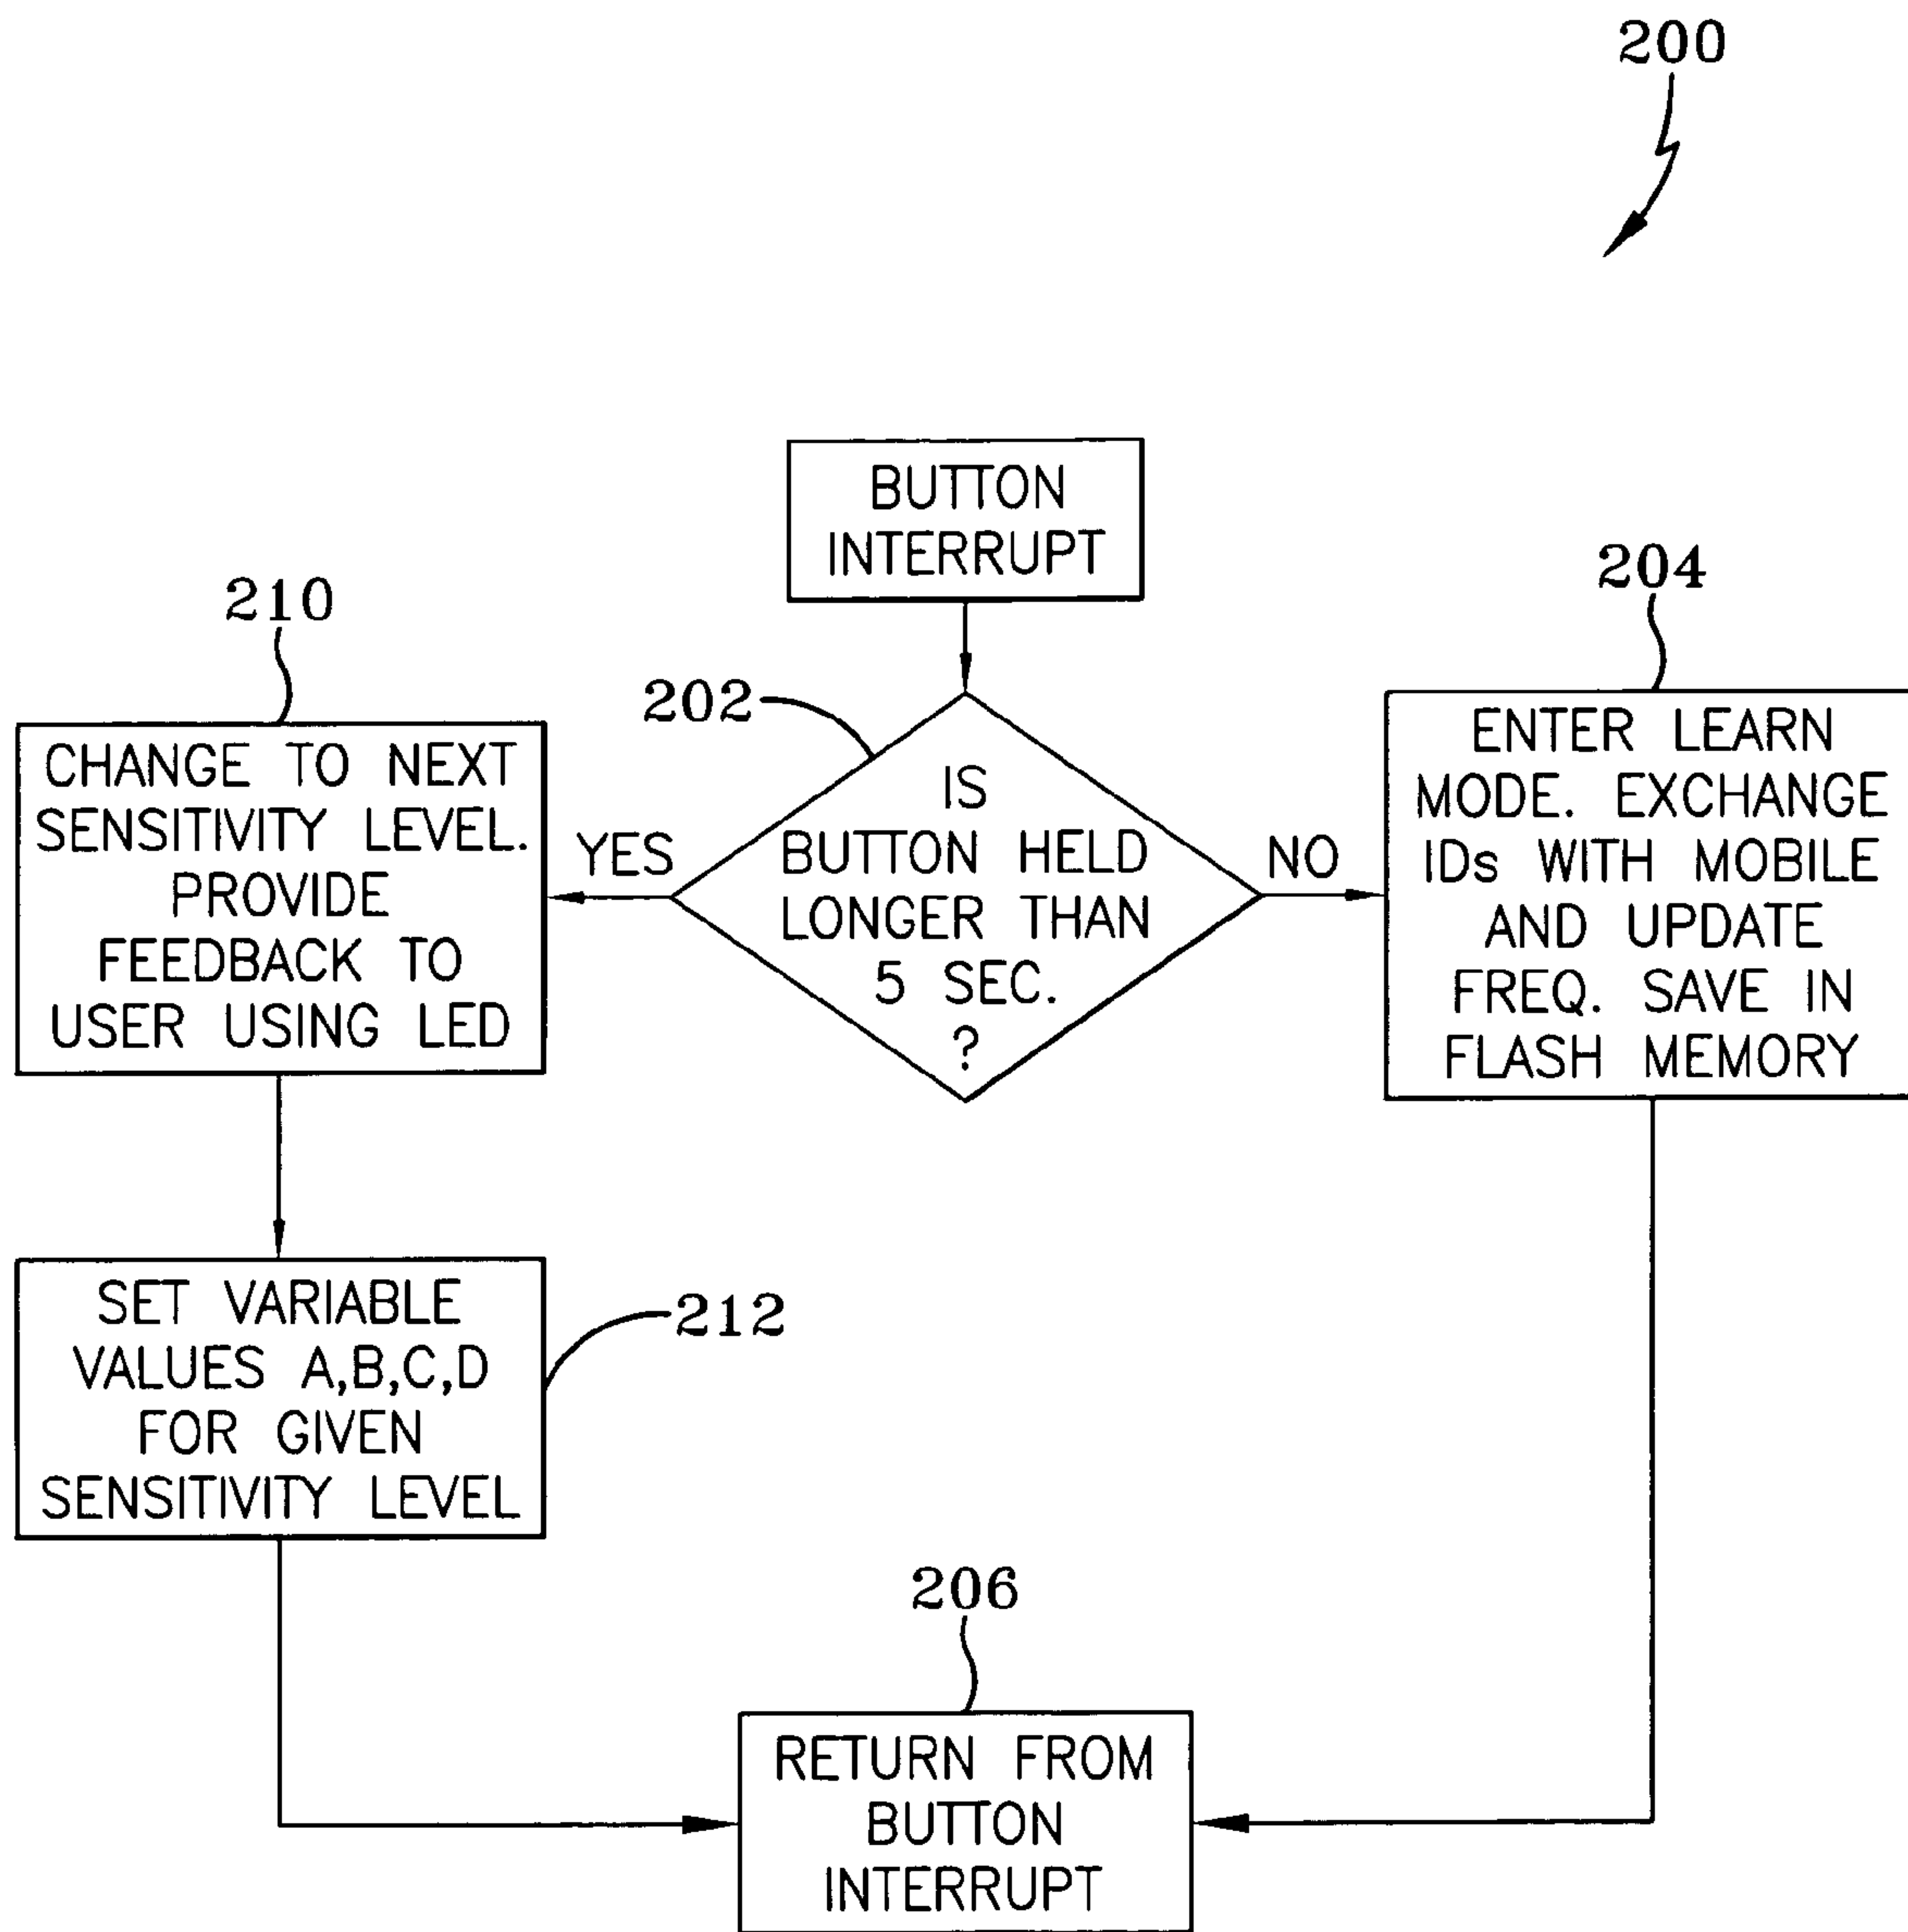 200
BUTTON
INTERRUPT
202
IS
BUTTON HELD
LONGER THAN
5 SEC.
?
YES
NO
210
CHANGE TO NEXT
SENSITIVITY LEVEL.
PROVIDE
FEEDBACK TO
USER USING LED
204
ENTER LEARN
MODE. EXCHANGE
IDs WITH MOBILE
AND UPDATE
FREQ. SAVE IN
FLASH MEMORY
SET VARIABLE
VALUES A,B,C,D
FOR GIVEN
SENSITIVITY LEVEL
212
206
RETURN FROM
BUTTON
INTERRUPT